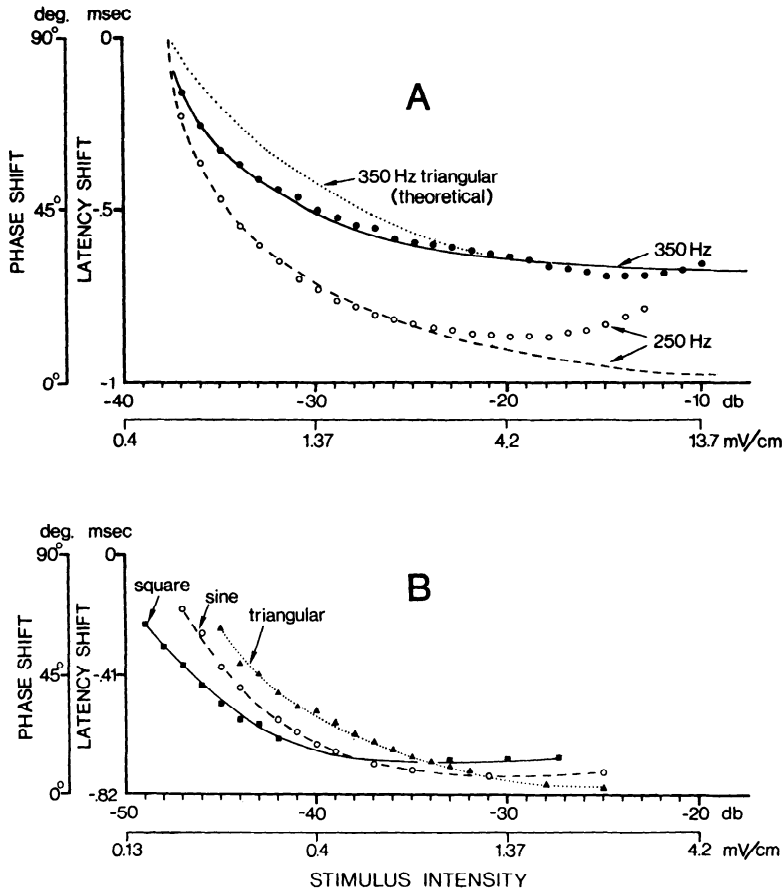 deg. msec
90° 0
A
350 Hz triangular
(theoretical)
45° -.5
350 Hz
250 Hz
0° -1
PHASE SHIFT
LATENCY SHIFT
-40 -30 -20 -10 db
0.4 1.37 4.2 13.7 mV/cm
deg. msec
90° 0
B
square
sine
triangular
45° -.41
0° -.82
PHASE SHIFT
LATENCY SHIFT
-50 -40 -30 -20 db
0.13 0.4 1.37 4.2 mV/cm
STIMULUS INTENSITY